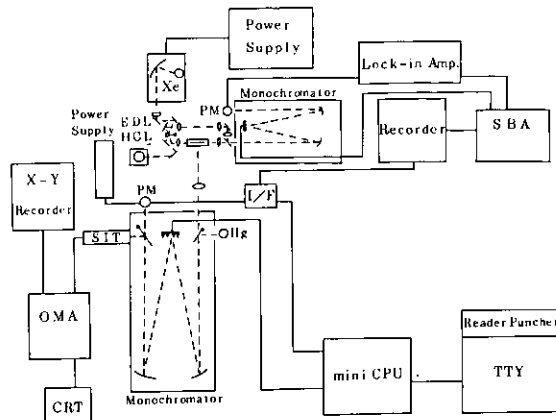 Power
Supply
Xe
Lock-in Amp.
Monochromator
PM
Power
Supply
EDL
HCL
Recorder
SBA
X-Y
Recorder
PM
I/F
SIT
Hg
OMA
Reader Puncher
mini CPU
TTY
CRT
Monochromator